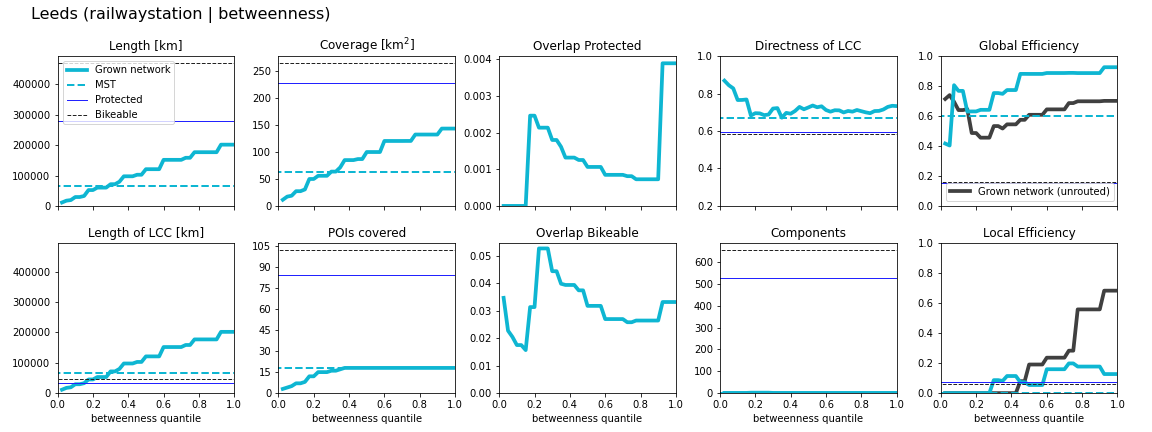 Leeds (railwaystation | betweenness)
Length [km]
400000
300000
200000
100000
0
Grown network
MST
Protected
Bikeable
Coverage [km²]
250
200
150
100
50
0
Overlap Protected
0.004
0.003
0.002
0.001
0.000
Directness of LCC
1.0
0.8
0.6
0.4
0.2
Global Efficiency
1.0
0.8
0.6
0.4
0.2
0.0
Grown network (unrouted)
Length of LCC [km]
400000
300000
200000
100000
0
0.0 0.2 0.4 0.6 0.8 1.0
betweenness quantile
POIs covered
105
90
75
60
45
30
15
0.0 0.2 0.4 0.6 0.8 1.0
betweenness quantile
Overlap Bikeable
0.05
0.04
0.03
0.02
0.01
0.00
0.0 0.2 0.4 0.6 0.8 1.0
betweenness quantile
Components
600
500
400
300
200
100
0
0.0 0.2 0.4 0.6 0.8 1.0
betweenness quantile
Local Efficiency
1.0
0.8
0.6
0.4
0.2
0.0
0.0 0.2 0.4 0.6 0.8 1.0
betweenness quantile